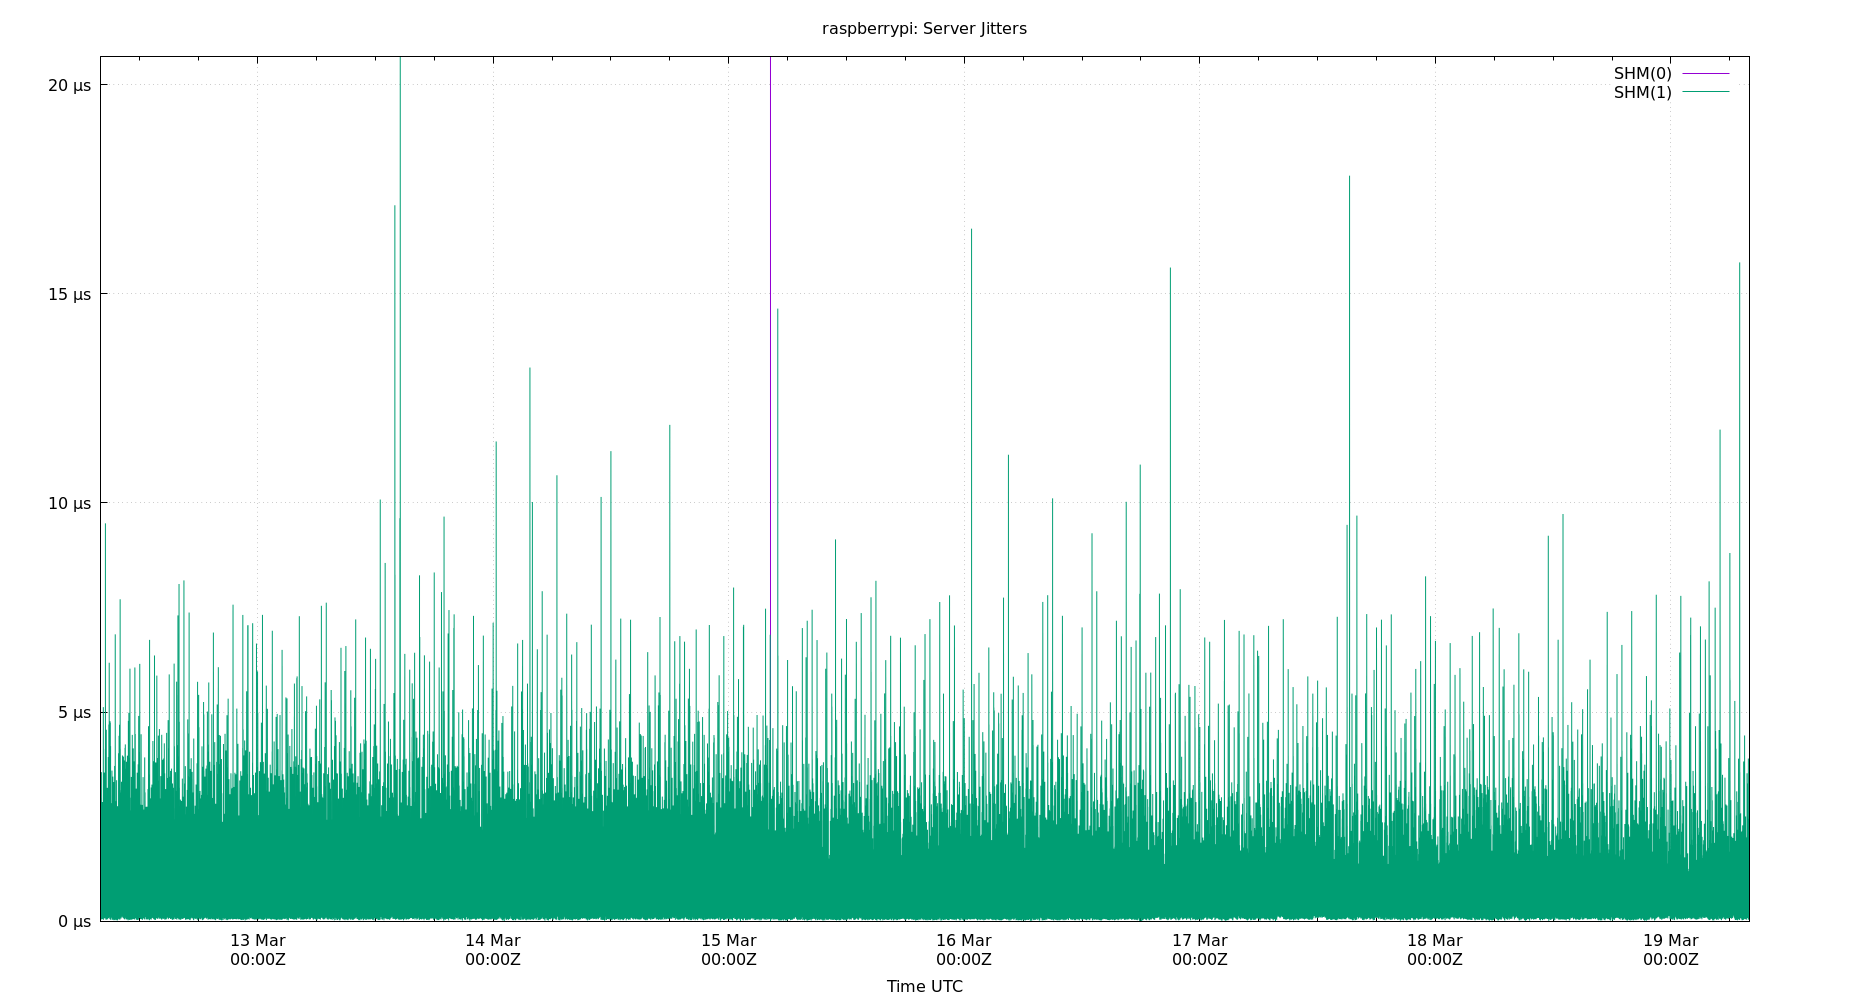 raspberrypi: Server Jitters
SHM(0)
SHM(1)
20 μs
15 μs
10 μs
5 μs
0 μs
13 Mar
00:00Z
14 Mar
00:00Z
15 Mar
00:00Z
16 Mar
00:00Z
17 Mar
00:00Z
18 Mar
00:00Z
19 Mar
00:00Z
Time UTC